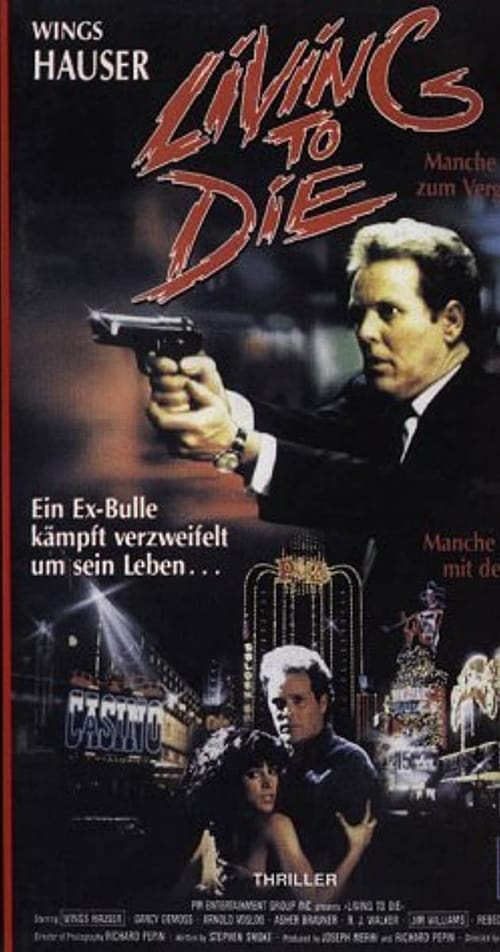 WINGS
HAUSER
LIVING
TO
DIE
Manche
zum Verg
Ein Ex-Bulle
kämpft verzweifelt
um sein Leben...
Manche
mit de
CASINO
THRILLER
PM ENTERTAINMENT GROUP INC. presents ›LIVING TO DIE‹
Starring WINGS HAUSER · DARCY DEMOSS · ARNOLD VOSLOO · ASHER BRAUNER · R. J. WALKER · JIM WILLIAMS · REBE
Director of Photography RICHARD PEPIN · Written by STEPHEN SMOKE · Produced by JOSEPH MERHI and RICHARD PEPIN · Directed